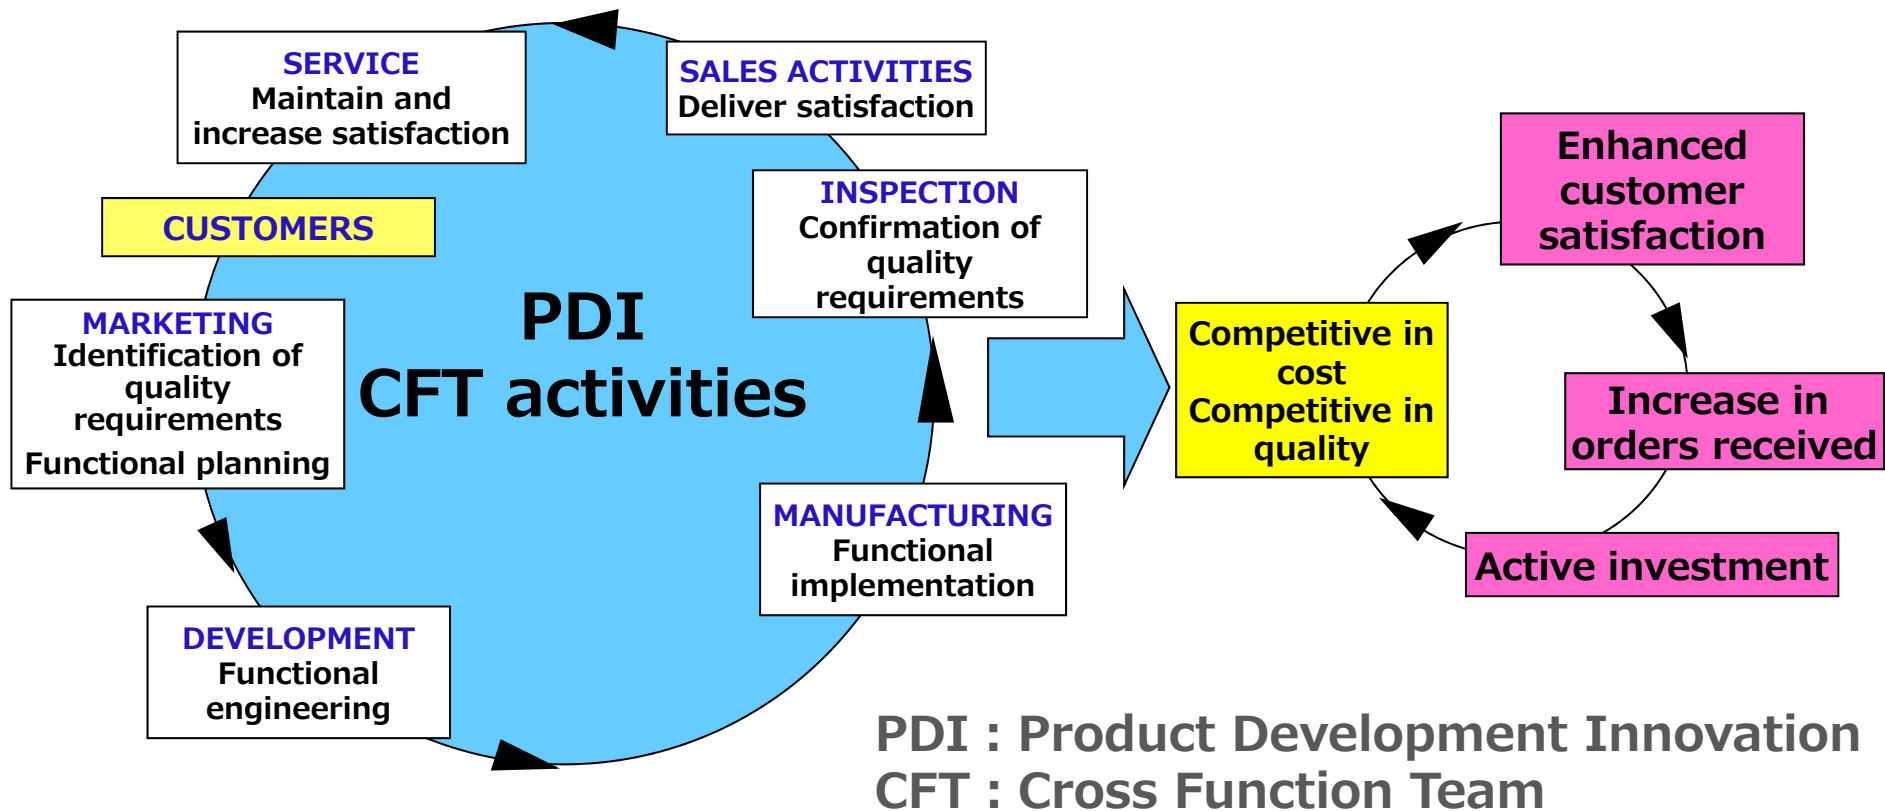 SERVICE
Maintain and
increase satisfaction
SALES ACTIVITIES
Deliver satisfaction
INSPECTION
Confirmation of
quality
requirements
CUSTOMERS
MARKETING
Identification of
quality
requirements
Functional planning
PDI
CFT activities
MANUFACTURING
Functional
implementation
DEVELOPMENT
Functional
engineering
Enhanced
customer
satisfaction
Competitive in
cost
Competitive in
quality
Increase in
orders received
Active investment
PDI : Product Development Innovation
CFT : Cross Function Team